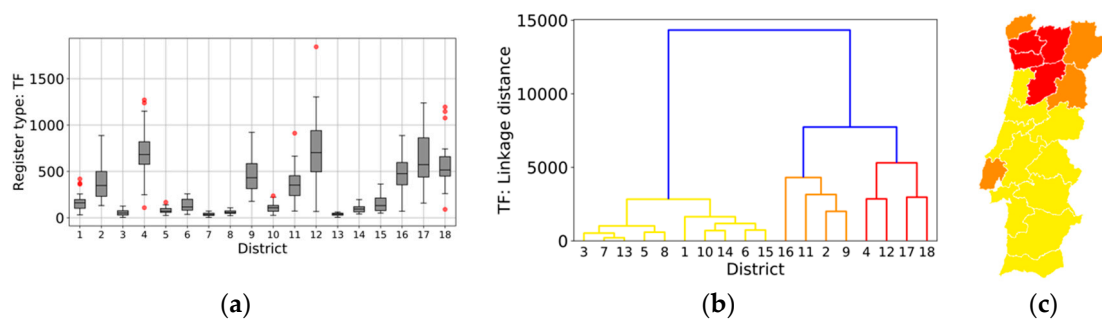 Register type: TF
1500
1000
500
0
1 2 3 4 5 6 7 8 9 10 11 12 13 14 15 16 17 18
District
(a)
TF: Linkage distance
15000
10000
5000
0
3 7 13 5 8 1 10 14 6 15 16 11 2 9 4 12 17 18
District
(b)
(c)